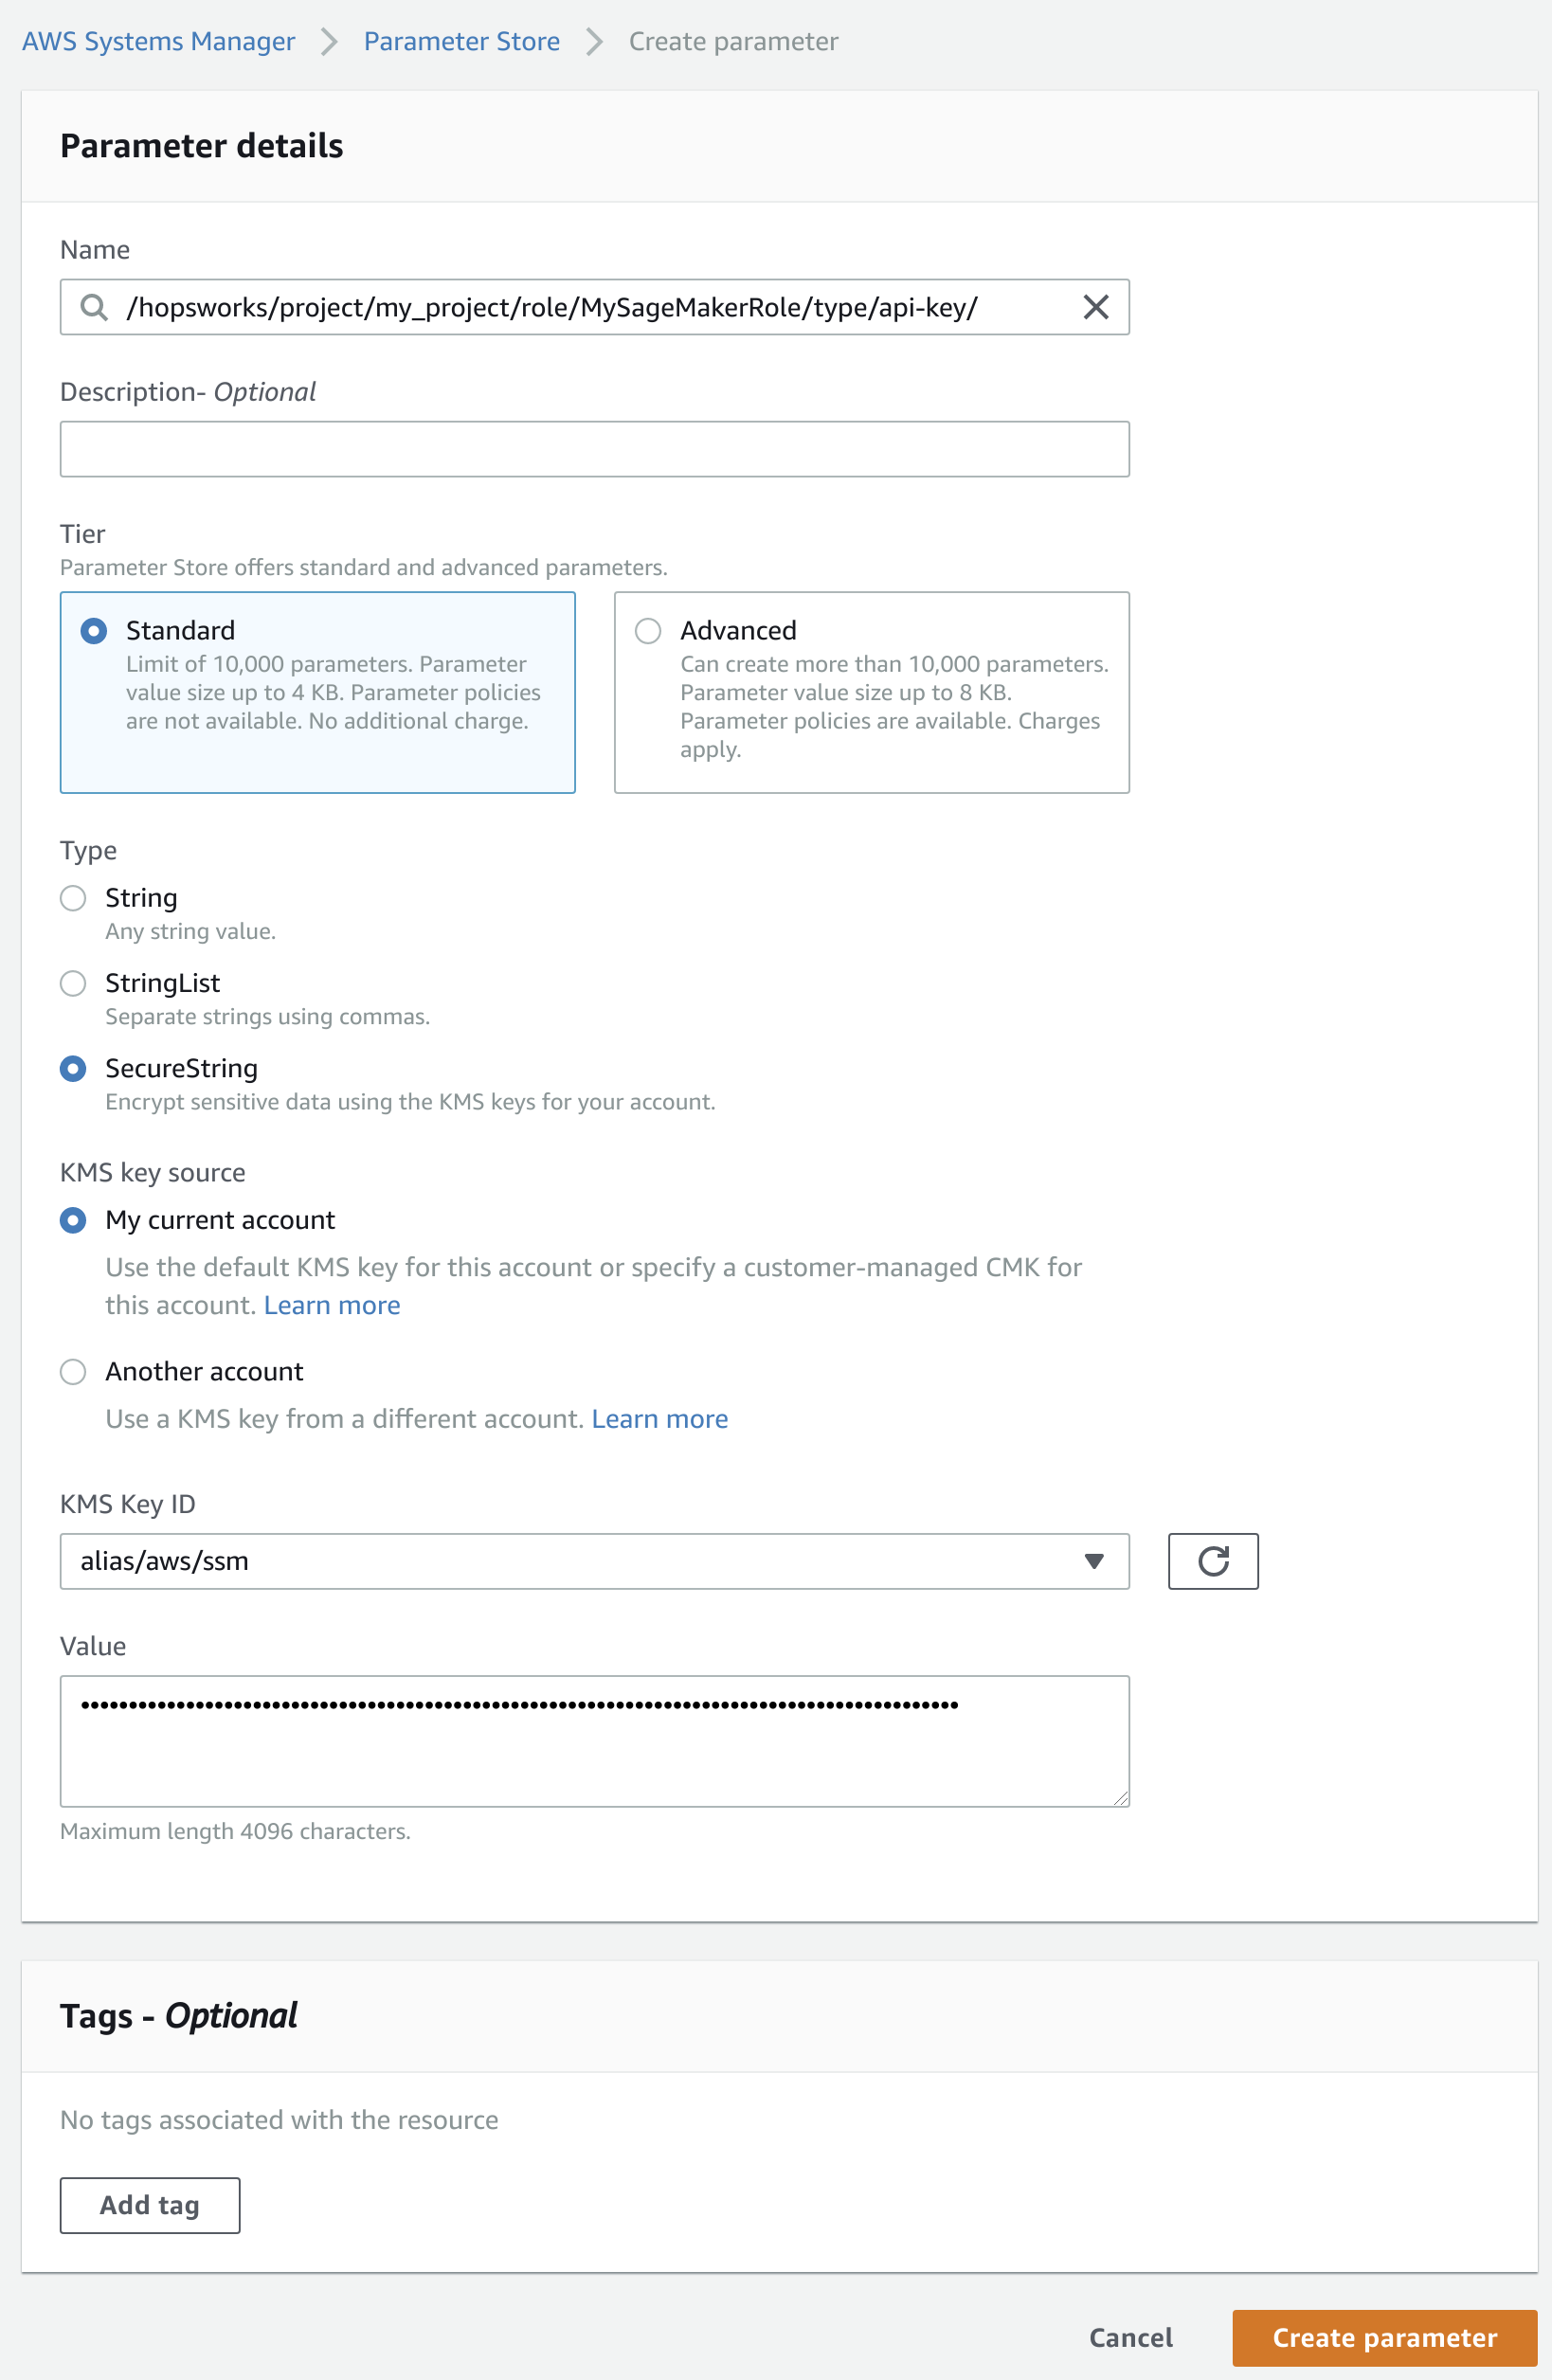 AWS Systems Manager > Parameter Store > Create parameter
Parameter details
Name
/hopsworks/project/my_project/role/MySageMakerRole/type/api-key/
Description- Optional
Tier
Parameter Store offers standard and advanced parameters.
Standard
Limit of 10,000 parameters. Parameter
value size up to 4 KB. Parameter policies
are not available. No additional charge.
Advanced
Can create more than 10,000 parameters.
Parameter value size up to 8 KB.
Parameter policies are available. Charges
apply.
Type
String
Any string value.
StringList
Separate strings using commas.
SecureString
Encrypt sensitive data using the KMS keys for your account.
KMS key source
My current account
Use the default KMS key for this account or specify a customer-managed CMK for
this account. Learn more
Another account
Use a KMS key from a different account. Learn more
KMS Key ID
alias/aws/ssm
Value
Maximum length 4096 characters.
Tags - Optional
No tags associated with the resource
Add tag
Cancel
Create parameter